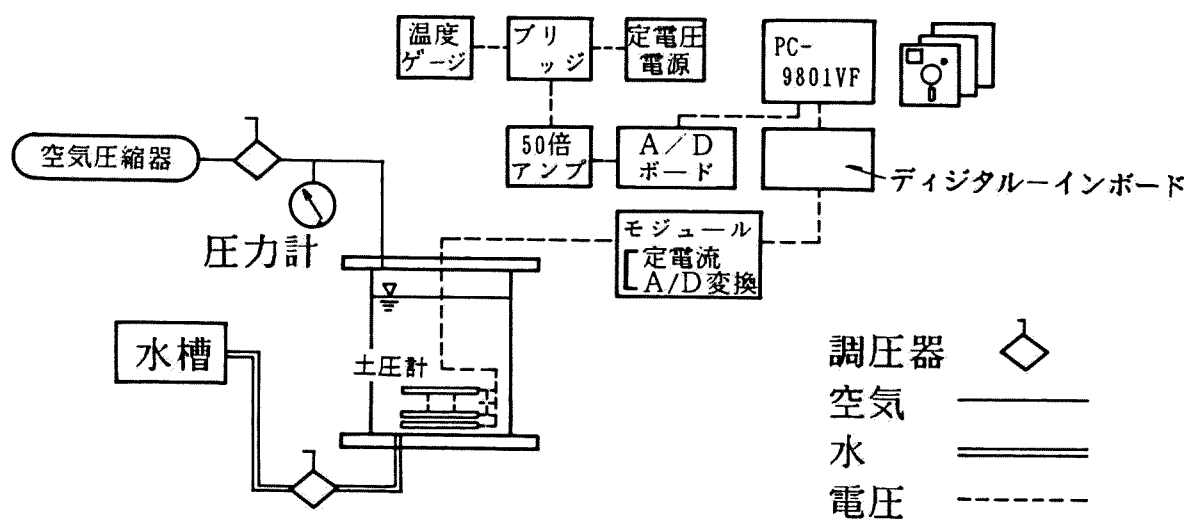 温度
ゲージ
ブリ
ッジ
定電圧
電源
PC-
9801VF
空気圧縮器
50倍
アンプ
A/D
ボード
ディジタルーインボード
圧力計
モジュール
定電流
A/D変換
水槽
土圧計
調圧器
空気
水
電圧